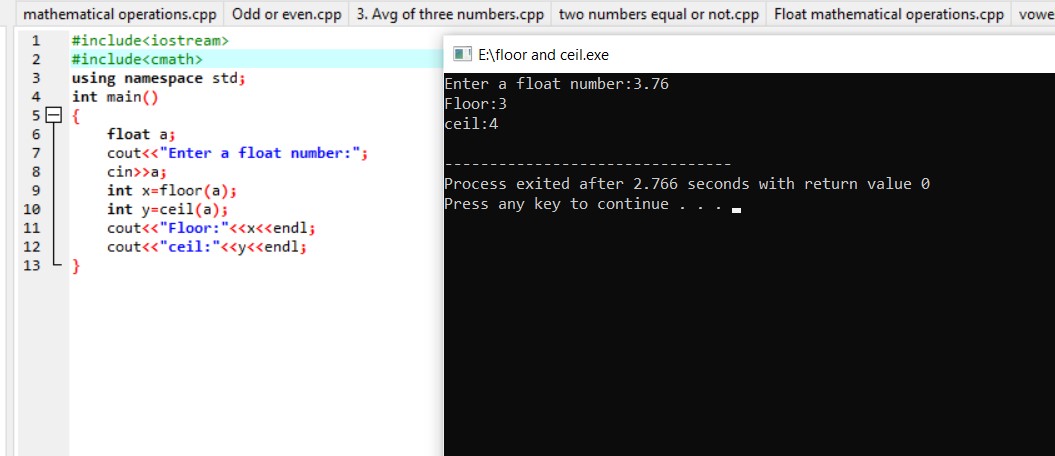 mathematical operations.cpp Odd or even.cpp 3. Avg of three numbers.cpp two numbers equal or not.cpp Float mathematical operations.cpp vowe
1 #include<iostream>
2 #include<cmath>
3 using namespace std;
4 int main()
5 {
6 float a;
7 cout<<"Enter a float number:";
8 cin>>a;
9 int x=floor(a);
10 int y=ceil(a);
11 cout<<"Floor:"<<x<<endl;
12 cout<<"ceil:"<<y<<endl;
13 }
E:\floor and ceil.exe
Enter a float number:3.76
Floor:3
ceil:4
--------------------------------
Process exited after 2.766 seconds with return value 0
Press any key to continue . . .